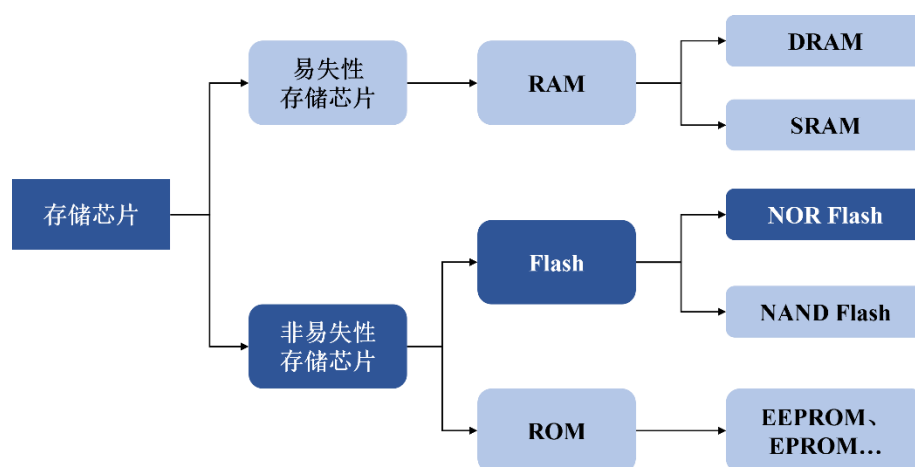 存储芯片
易失性
存储芯片
RAM
DRAM
SRAM
非易失性
存储芯片
Flash
NOR Flash
NAND Flash
ROM
EEPROM、
EPROM…